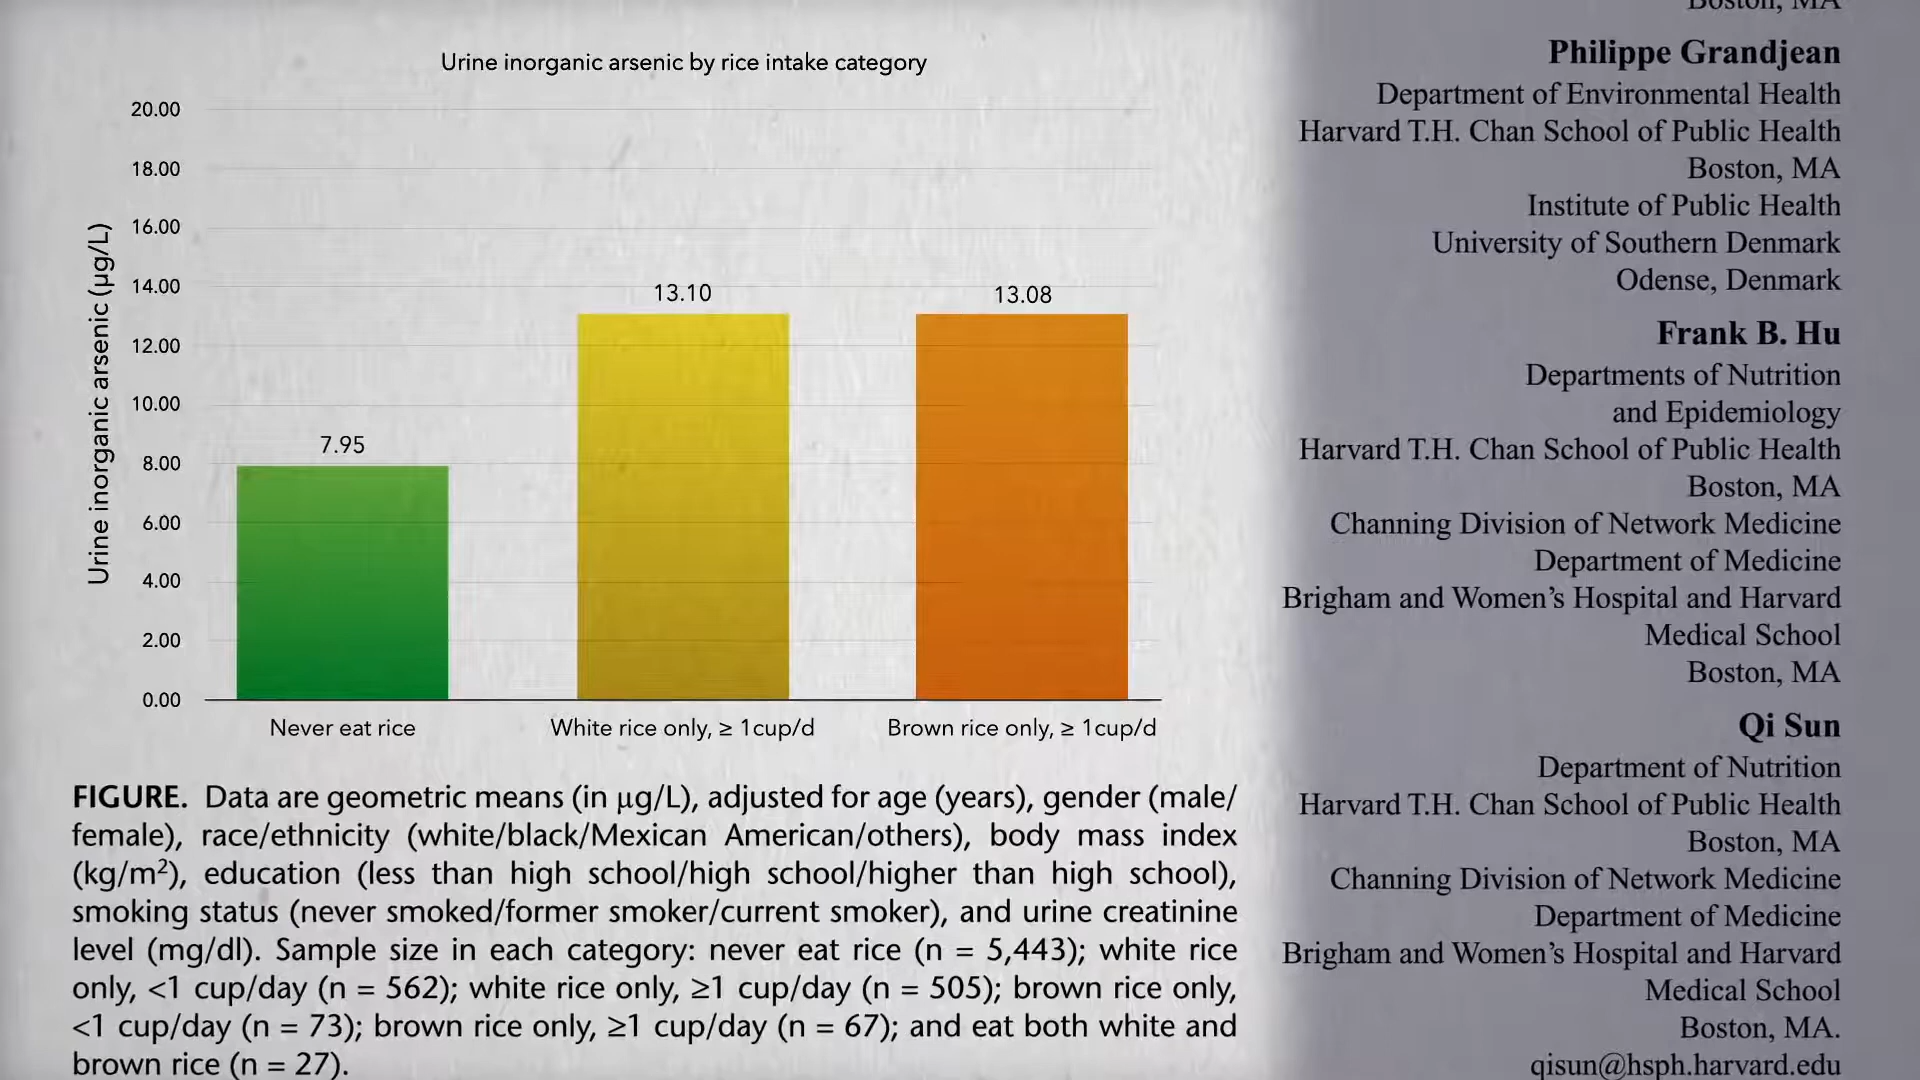 Urine inorganic arsenic by rice intake category
Urine inorganic arsenic (µg/L)
20.00
18.00
16.00
14.00
12.00
10.00
8.00
6.00
4.00
2.00
0.00
7.95
13.10
13.08
Never eat rice
White rice only, ≥ 1cup/d
Brown rice only, ≥ 1cup/d
FIGURE. Data are geometric means (in µg/L), adjusted for age (years), gender (male/
female), race/ethnicity (white/black/Mexican American/others), body mass index
(kg/m²), education (less than high school/high school/higher than high school),
smoking status (never smoked/former smoker/current smoker), and urine creatinine
level (mg/dl). Sample size in each category: never eat rice (n = 5,443); white rice
only, <1 cup/day (n = 562); white rice only, ≥1 cup/day (n = 505); brown rice only,
<1 cup/day (n = 73); brown rice only, ≥1 cup/day (n = 67); and eat both white and
brown rice (n = 27).
Boston, MA
Philippe Grandjean
Department of Environmental Health
Harvard T.H. Chan School of Public Health
Boston, MA
Institute of Public Health
University of Southern Denmark
Odense, Denmark
Frank B. Hu
Departments of Nutrition
and Epidemiology
Harvard T.H. Chan School of Public Health
Boston, MA
Channing Division of Network Medicine
Department of Medicine
Brigham and Women’s Hospital and Harvard
Medical School
Boston, MA
Qi Sun
Department of Nutrition
Harvard T.H. Chan School of Public Health
Boston, MA
Channing Division of Network Medicine
Department of Medicine
Brigham and Women’s Hospital and Harvard
Medical School
Boston, MA.
qisun@hsph.harvard.edu